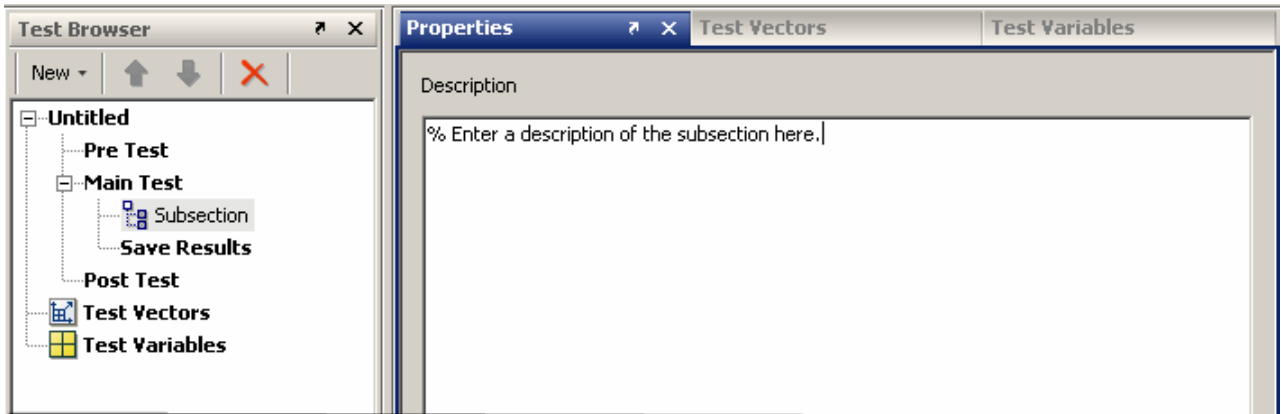 Test Browser
New
Untitled
Pre Test
Main Test
Subsection
Save Results
Post Test
Test Vectors
Test Variables
Properties
Test Vectors
Test Variables
Description
% Enter a description of the subsection here.